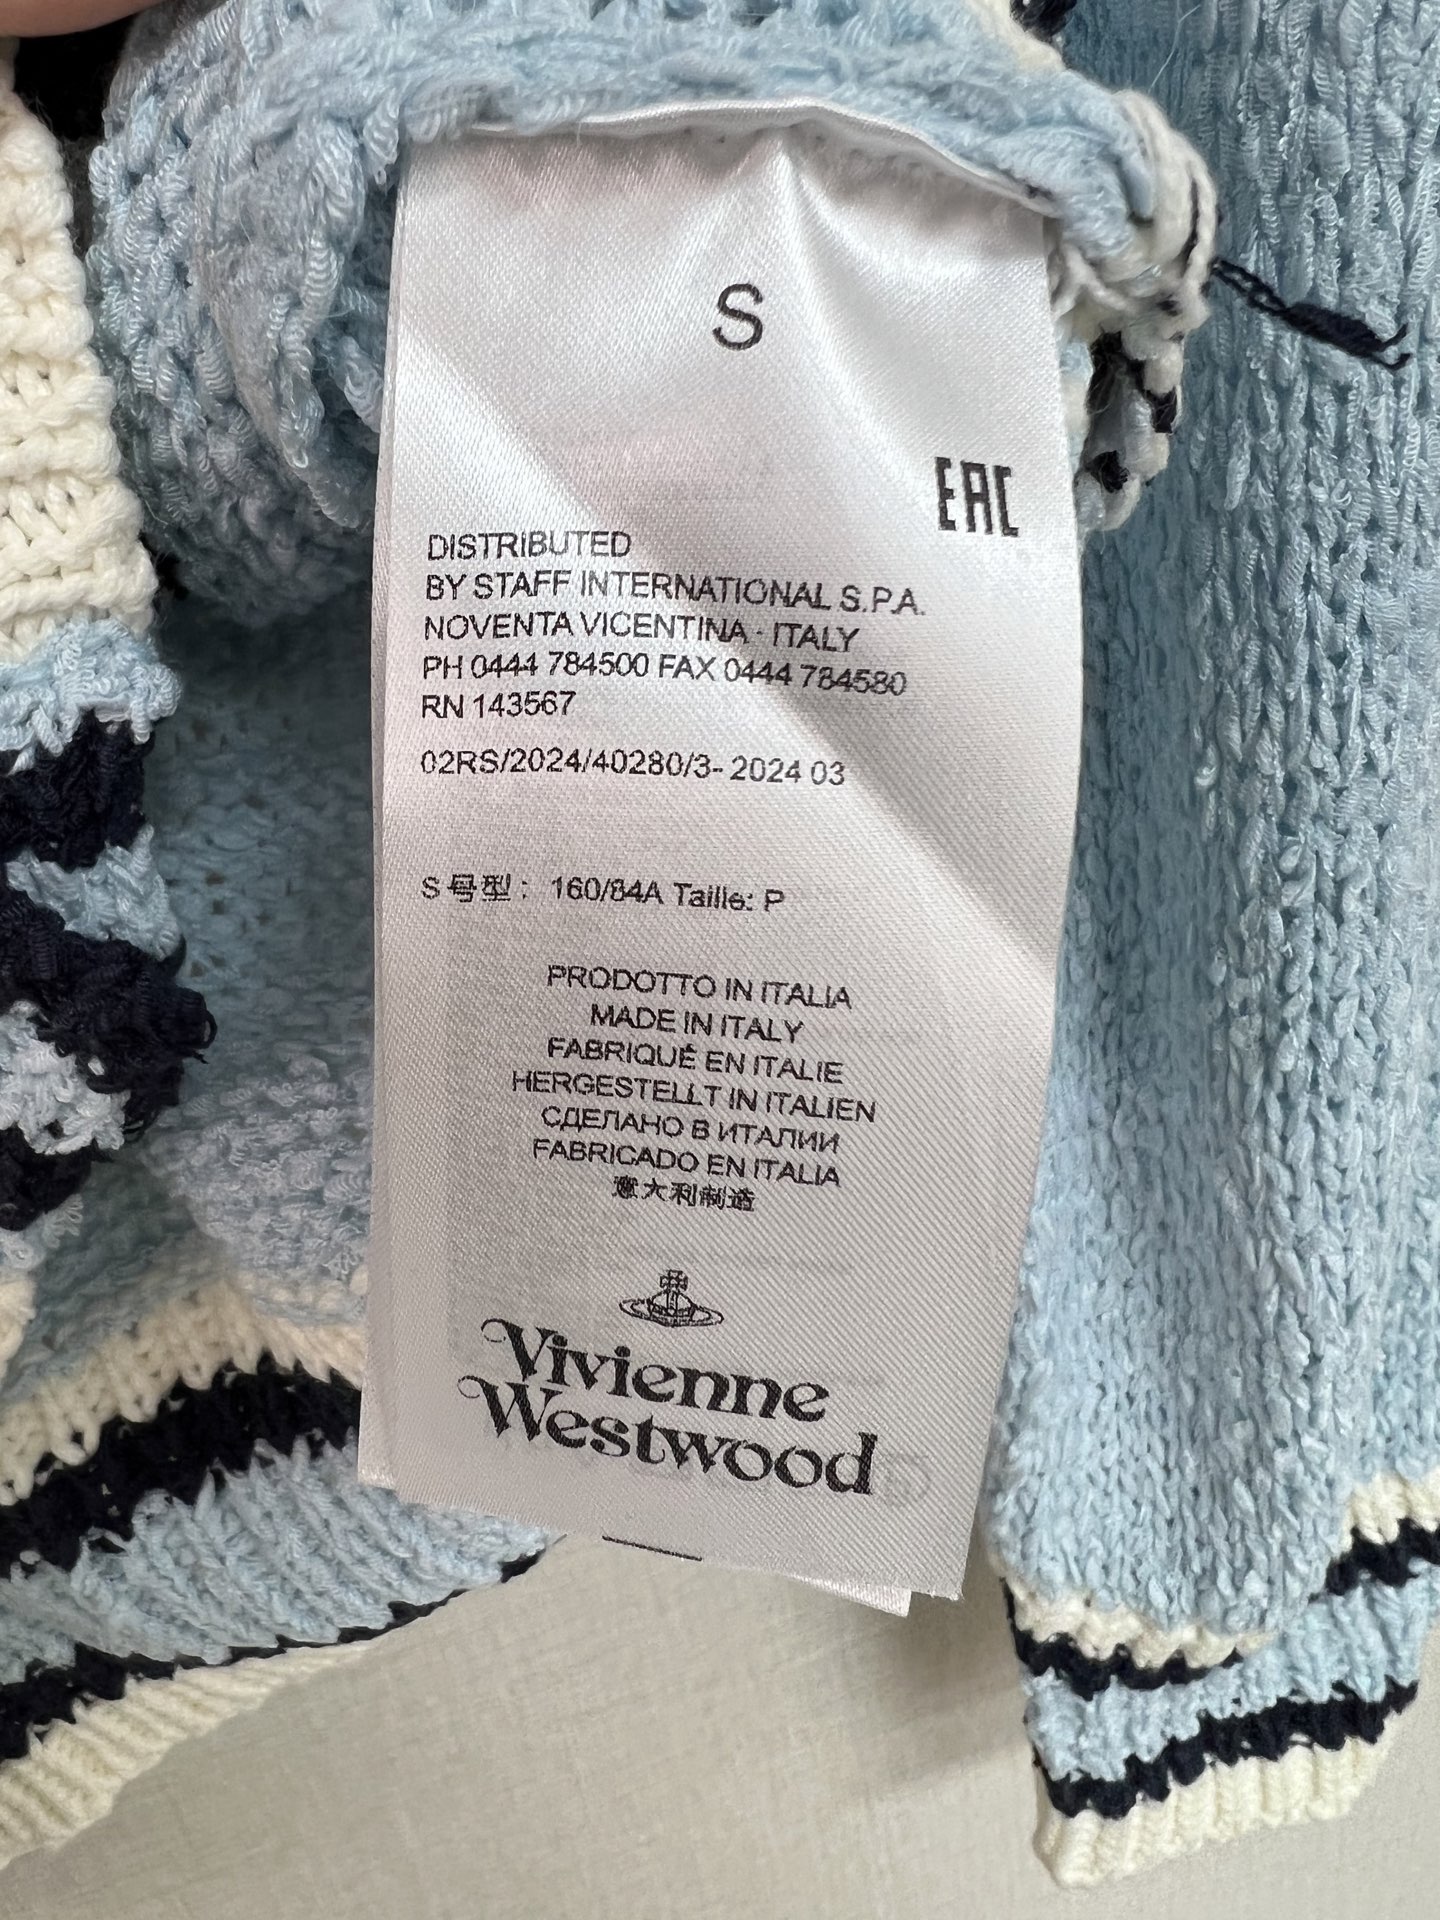 S
EAC
DISTRIBUTED
BY STAFF INTERNATIONAL S.P.A.
NOVENTA VICENTINA · ITALY
PH 0444 784500 FAX 0444 784580
RN 143567
02RS/2024/40280/3- 2024 03
S 号型: 160/84A Taille: P
PRODOTTO IN ITALIA
MADE IN ITALY
FABRIQUÉ EN ITALIE
HERGESTELLT IN ITALIEN
СДЕЛАНО В ИТАЛИИ
FABRICADO EN ITALIA
意大利制造
Vivienne
Westwood